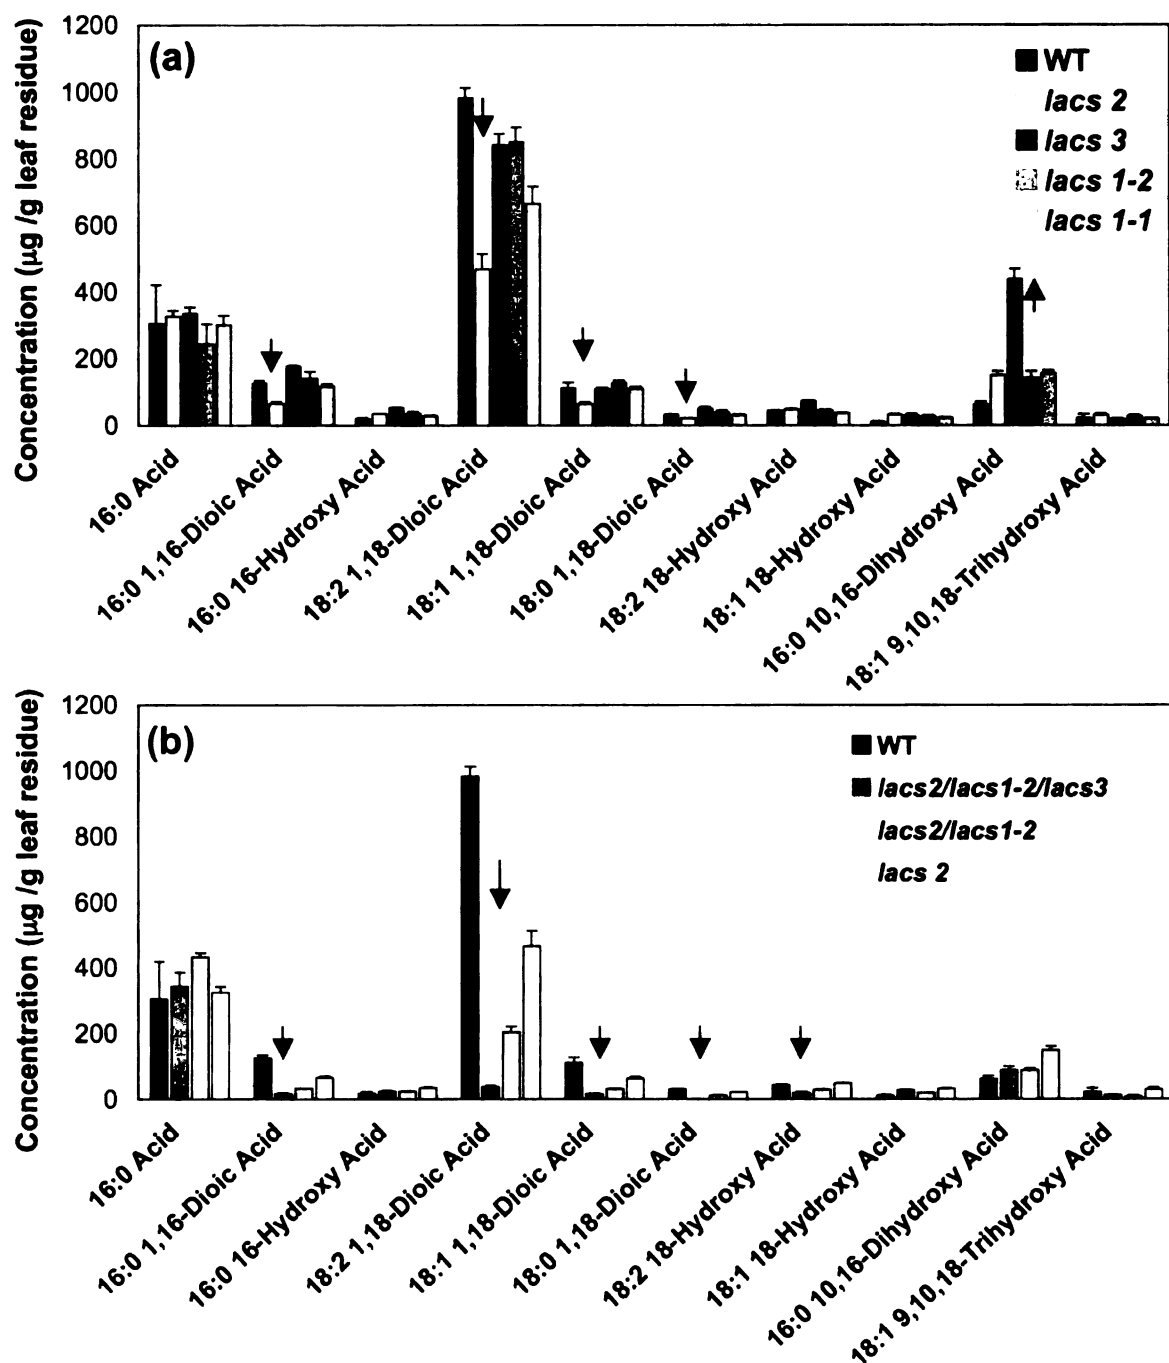 Concentration (µg /g leaf residue)
1200
1000
800
600
400
200
0
(a)
WT
lacs 2
lacs 3
lacs 1-2
lacs 1-1
16:0 Acid
16:0 1,16-Dioic Acid
16:0 16-Hydroxy Acid
18:2 1,18-Dioic Acid
18:1 1,18-Dioic Acid
18:0 1,18-Dioic Acid
18:2 18-Hydroxy Acid
18:1 18-Hydroxy Acid
16:0 10,16-Dihydroxy Acid
18:1 9,10,18-Trihydroxy Acid
Concentration (µg /g leaf residue)
1200
1000
800
600
400
200
0
(b)
WT
lacs2/lacs1-2/lacs3
lacs2/lacs1-2
lacs 2
16:0 Acid
16:0 1,16-Dioic Acid
16:0 16-Hydroxy Acid
18:2 1,18-Dioic Acid
18:1 1,18-Dioic Acid
18:0 1,18-Dioic Acid
18:2 18-Hydroxy Acid
18:1 18-Hydroxy Acid
16:0 10,16-Dihydroxy Acid
18:1 9,10,18-Trihydroxy Acid